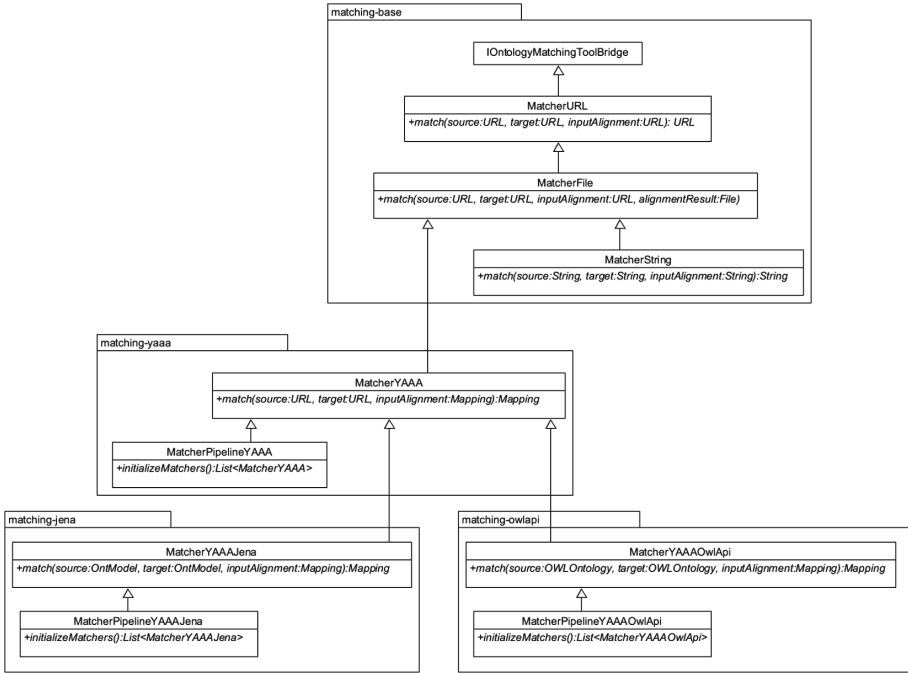 matching-base
IOntologyMatchingToolBridge
MatcherURL
+match(source:URL, target:URL, inputAlignment:URL): URL
MatcherFile
+match(source:URL, target:URL, inputAlignment:URL, alignmentResult:File)
MatcherString
+match(source:String, target:String, inputAlignment:String):String
matching-yaaa
MatcherYAAA
+match(source:URL, target:URL, inputAlignment:Mapping):Mapping
MatcherPipelineYAAA
+initializeMatchers():List<MatcherYAAA>
matching-jena
MatcherYAAAJena
+match(source:OntModel, target:OntModel, inputAlignment:Mapping):Mapping
MatcherPipelineYAAAJena
+initializeMatchers():List<MatcherYAAAJena>
matching-owlapi
MatcherYAAAOwlApi
+match(source:OWLOntology, target:OWLOntology, inputAlignment:Mapping):Mapping
MatcherPipelineYAAAOwlApi
+initializeMatchers():List<MatcherYAAAOwlApi>